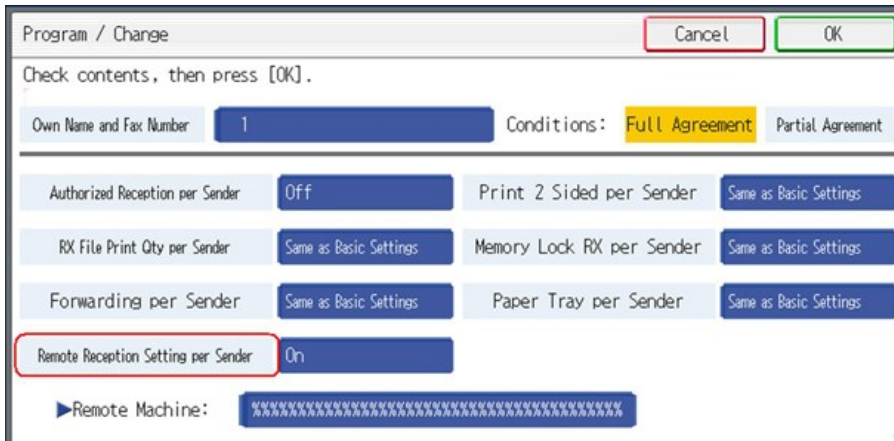 Program / Change Cancel OK
Check contents, then press [OK].
Own Name and Fax Number 1 Conditions: Full Agreement Partial Agreement
Authorized Reception per Sender Off Print 2 Sided per Sender Same as Basic Settings
RX File Print Qty per Sender Same as Basic Settings Memory Lock RX per Sender Same as Basic Settings
Forwarding per Sender Same as Basic Settings Paper Tray per Sender Same as Basic Settings
Remote Reception Setting per Sender On
▶Remote Machine: %%%%%%%%%%%%%%%%%%%%%%%%%%%%%%%%%%%%%%%%